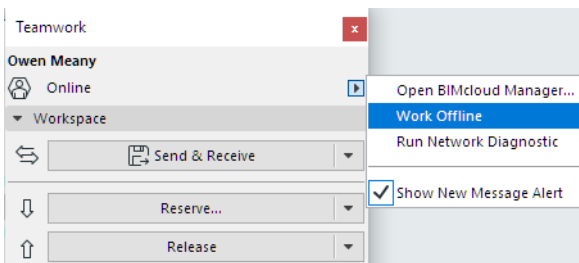 Teamwork
x
Owen Meany
Online
Workspace
Send & Receive
Reserve...
Release
Open BIMcloud Manager...
Work Offline
Run Network Diagnostic
Show New Message Alert